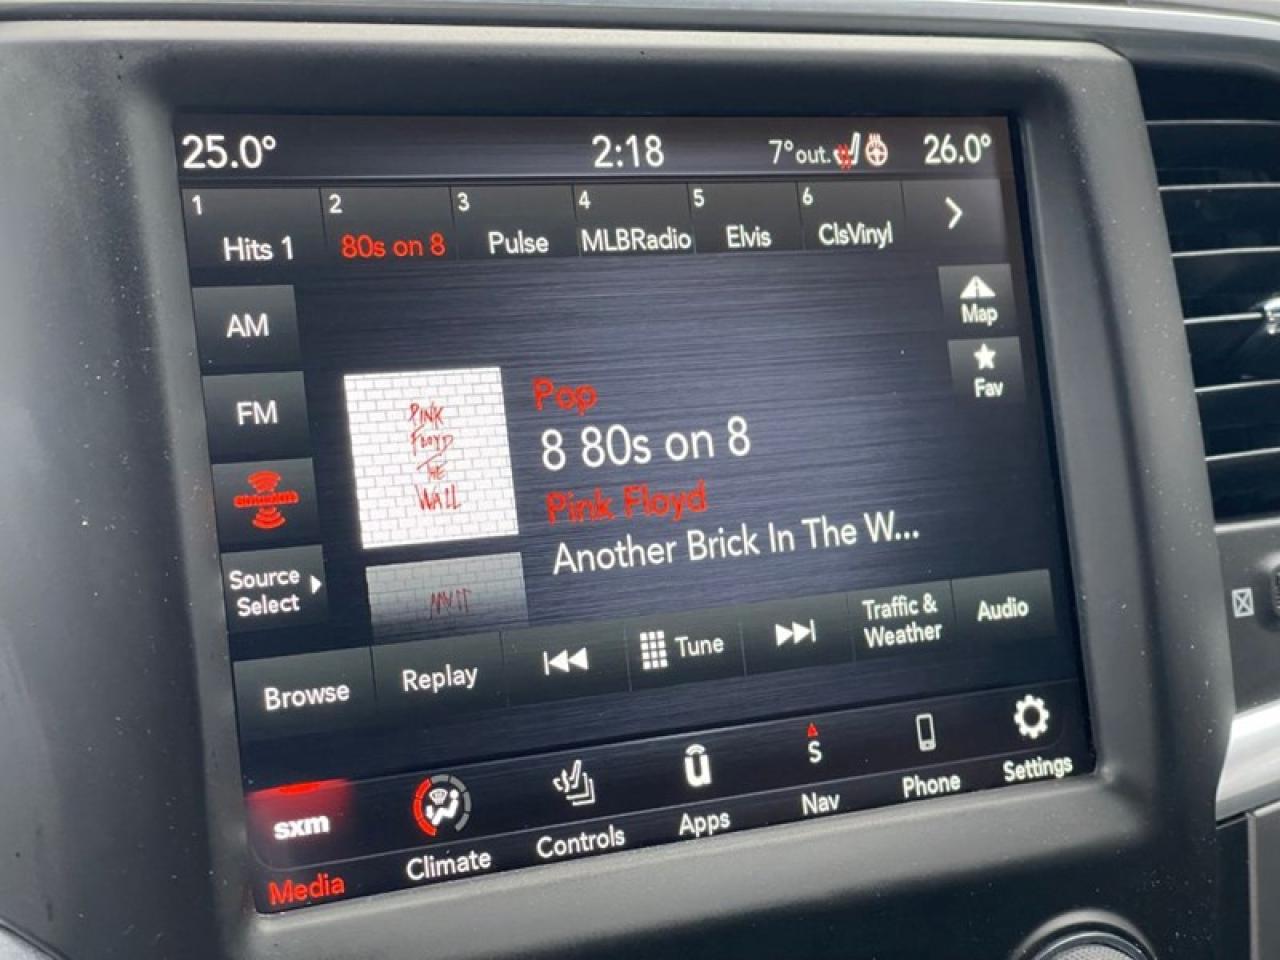 25.0° 2:18 7°out. 26.0°
1 2 3 4 5 6
Hits 1 80s on 8 Pulse MLBRadio Elvis ClsVinyl
AM
Map
FM
Fav
PINK
FLOYD
THE
WALL
Pop
8 80s on 8
Pink Floyd
Another Brick In The W...
Source
Select
Browse
Replay
Tune
Traffic &
Weather
Audio
sxm
Media
Climate
Controls
Apps
S
Nav
Phone
Settings